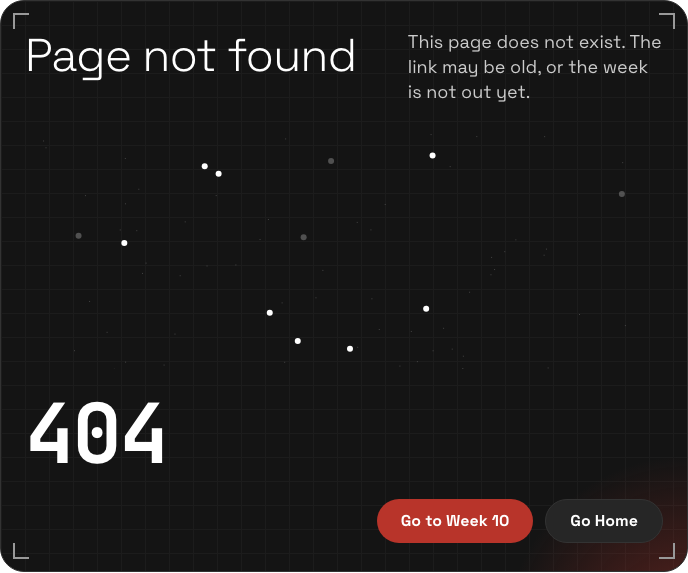 Page not found
This page does not exist. The
link may be old, or the week
is not out yet.
404
Go to Week 10
Go Home